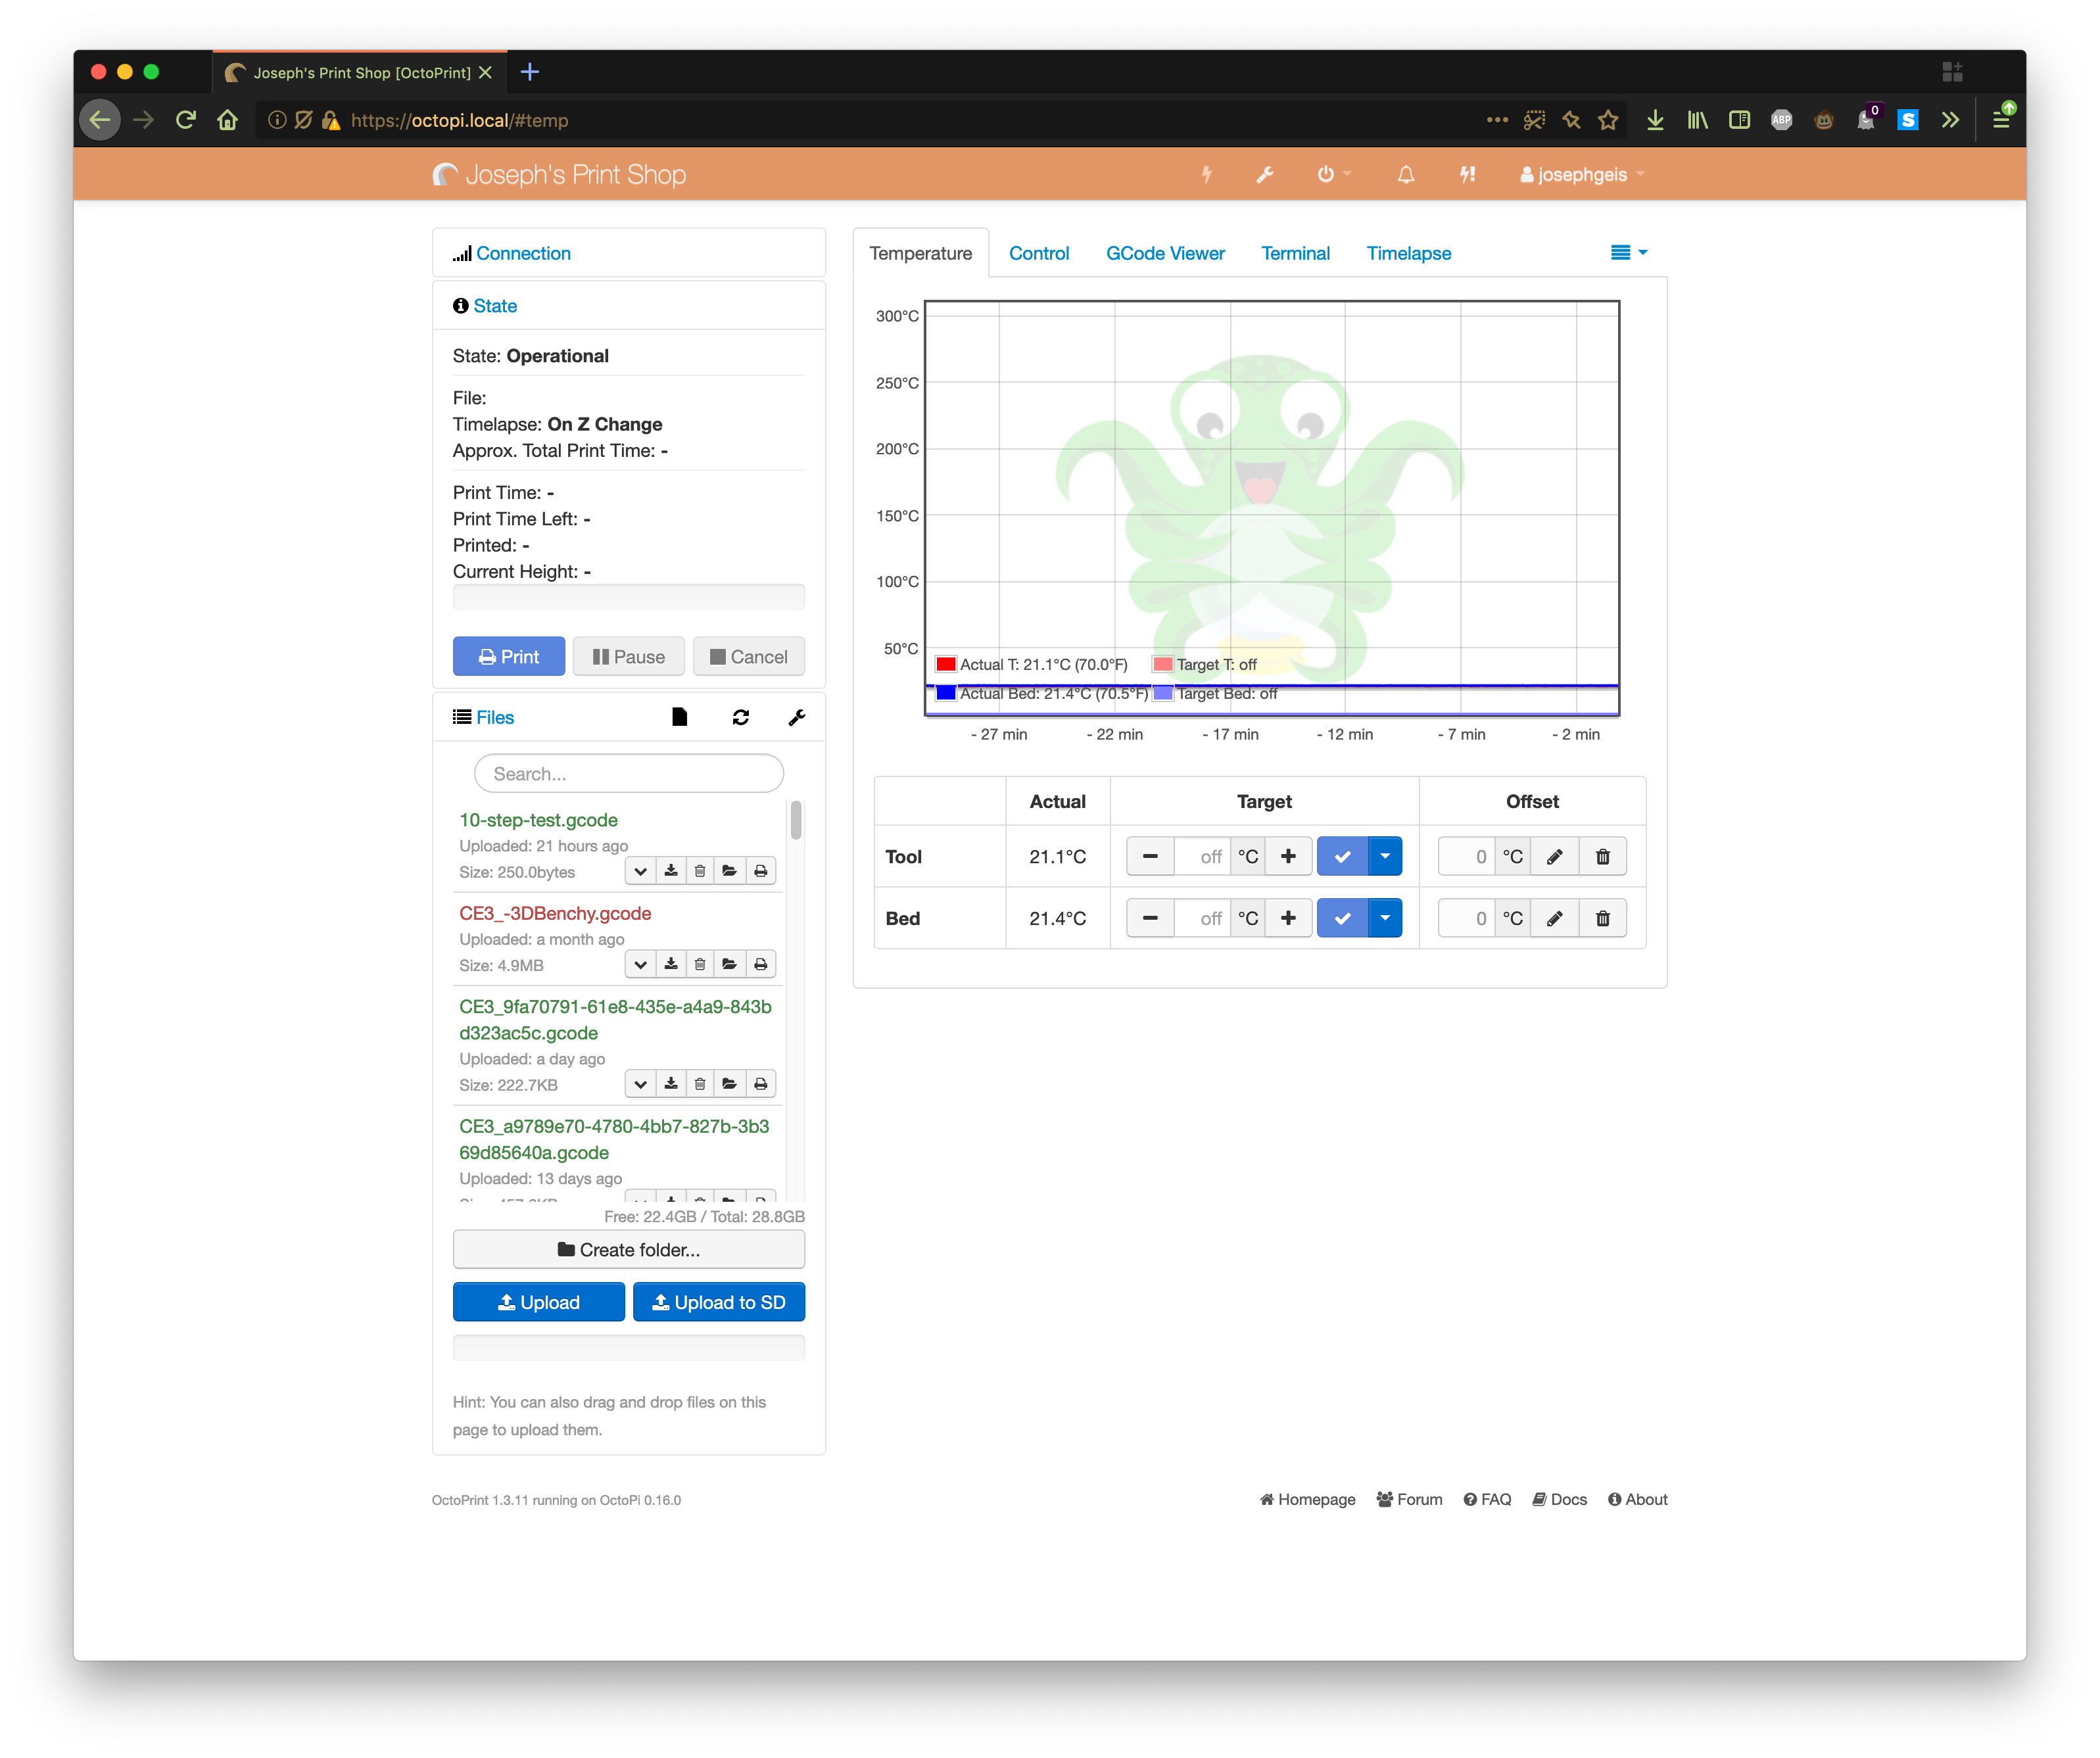 Joseph's Print Shop [OctoPrint]
https://octopi.local/#temp
ABP
0
S
Joseph's Print Shop
josephgeis
Connection
State
State: Operational
File:
Timelapse: On Z Change
Approx. Total Print Time: -
Print Time: -
Print Time Left: -
Printed: -
Current Height: -
Print
Pause
Cancel
Files
Search...
10-step-test.gcode
Uploaded: 21 hours ago
Size: 250.0bytes
CE3_-3DBenchy.gcode
Uploaded: a month ago
Size: 4.9MB
CE3_9fa70791-61e8-435e-a4a9-843b
d323ac5c.gcode
Uploaded: a day ago
Size: 222.7KB
CE3_a9789e70-4780-4bb7-827b-3b3
69d85640a.gcode
Uploaded: 13 days ago
Free: 22.4GB / Total: 28.8GB
Create folder...
Upload
Upload to SD
Hint: You can also drag and drop files on this
page to upload them.
Temperature
Control
GCode Viewer
Terminal
Timelapse
300°C
250°C
200°C
150°C
100°C
50°C
Actual T: 21.1°C (70.0°F)
Target T: off
Actual Bed: 21.4°C (70.5°F)
Target Bed: off
- 27 min
- 22 min
- 17 min
- 12 min
- 7 min
- 2 min
Actual
Target
Offset
Tool
21.1°C
off °C
0 °C
Bed
21.4°C
off °C
0 °C
OctoPrint 1.3.11 running on OctoPi 0.16.0
Homepage
Forum
FAQ
Docs
About